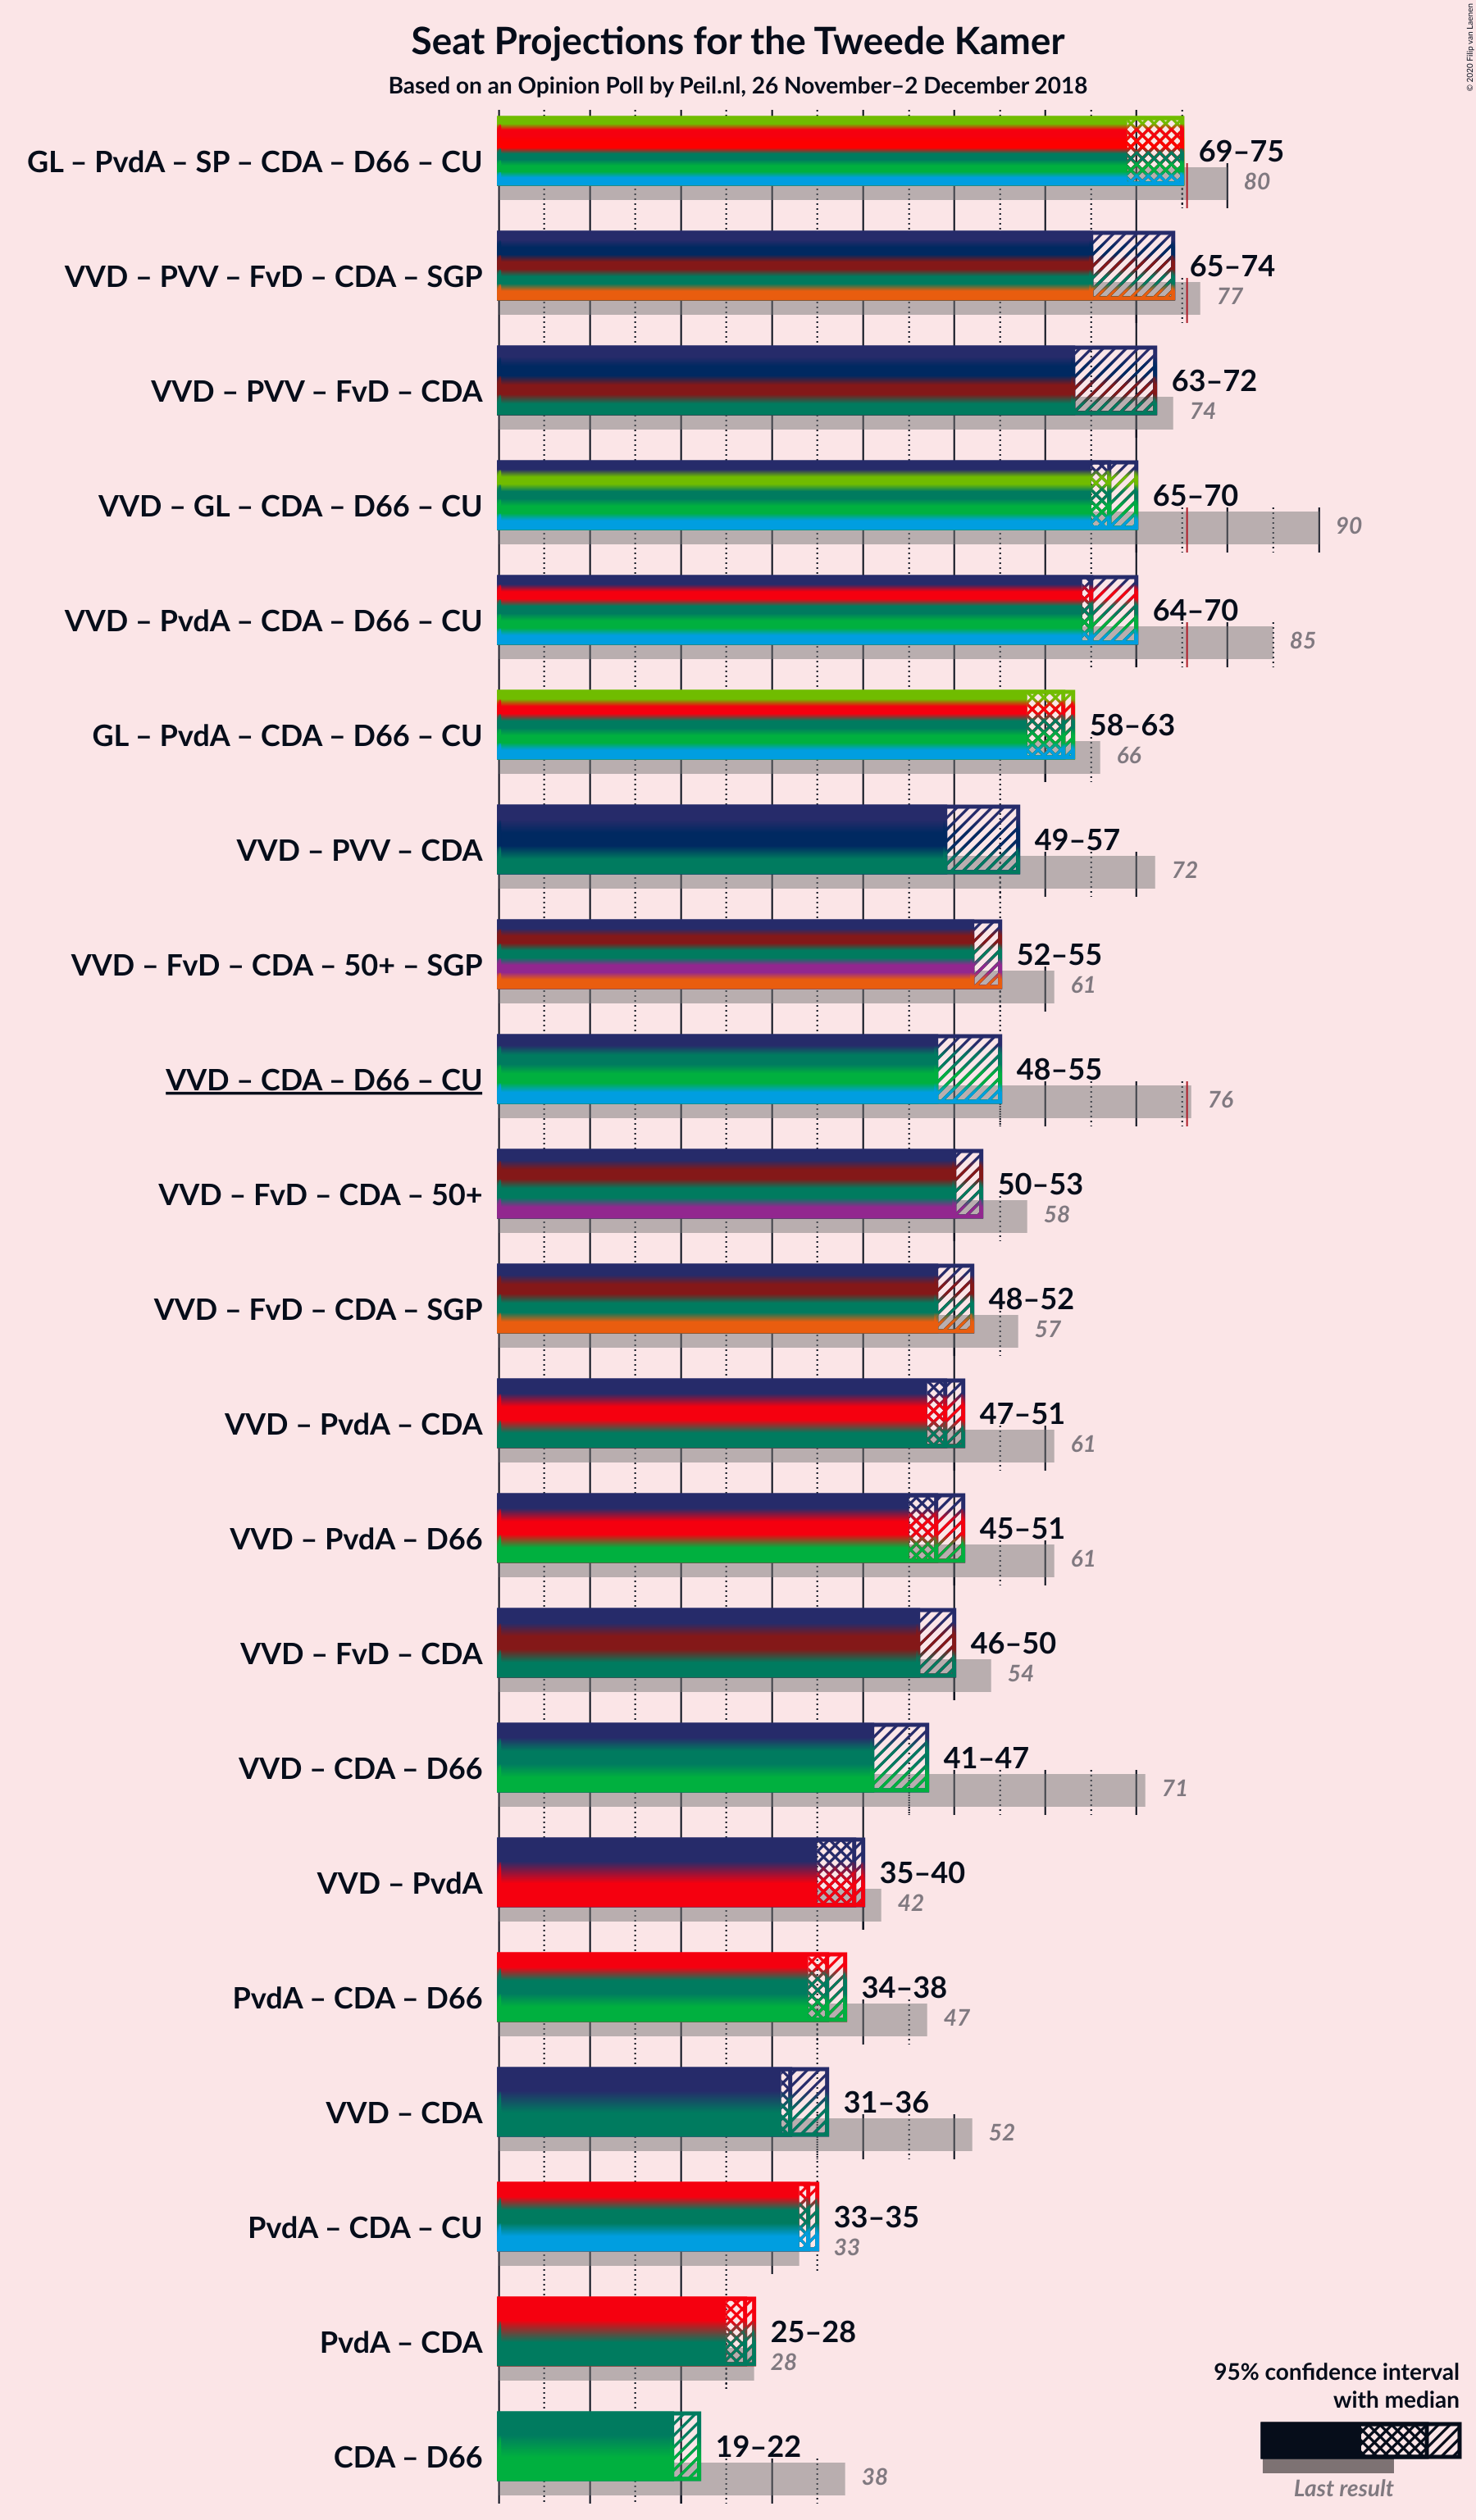 Seat Projections for the Tweede Kamer
Based on an Opinion Poll by Peil.nl, 26 November–2 December 2018
© 2020 Filip van Laenen
GL – PvdA – SP – CDA – D66 – CU
69–75
80
VVD – PVV – FvD – CDA – SGP
65–74
77
VVD – PVV – FvD – CDA
63–72
74
VVD – GL – CDA – D66 – CU
65–70
90
VVD – PvdA – CDA – D66 – CU
64–70
85
GL – PvdA – CDA – D66 – CU
58–63
66
VVD – PVV – CDA
49–57
72
VVD – FvD – CDA – 50+ – SGP
52–55
61
VVD – CDA – D66 – CU
48–55
76
VVD – FvD – CDA – 50+
50–53
58
VVD – FvD – CDA – SGP
48–52
57
VVD – PvdA – CDA
47–51
61
VVD – PvdA – D66
45–51
61
VVD – FvD – CDA
46–50
54
VVD – CDA – D66
41–47
71
VVD – PvdA
35–40
42
PvdA – CDA – D66
34–38
47
VVD – CDA
31–36
52
PvdA – CDA – CU
33–35
33
PvdA – CDA
25–28
28
CDA – D66
19–22
38
95% confidence interval
with median
Last result